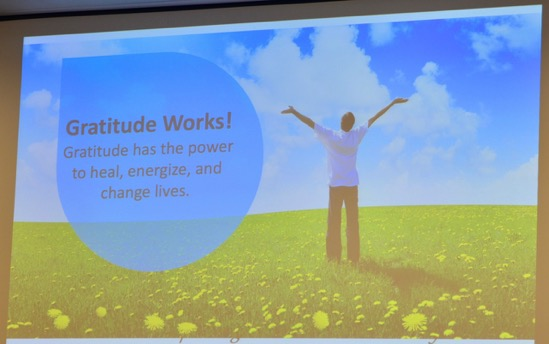 Gratitude Works!
Gratitude has the power
to heal, energize, and
change lives.